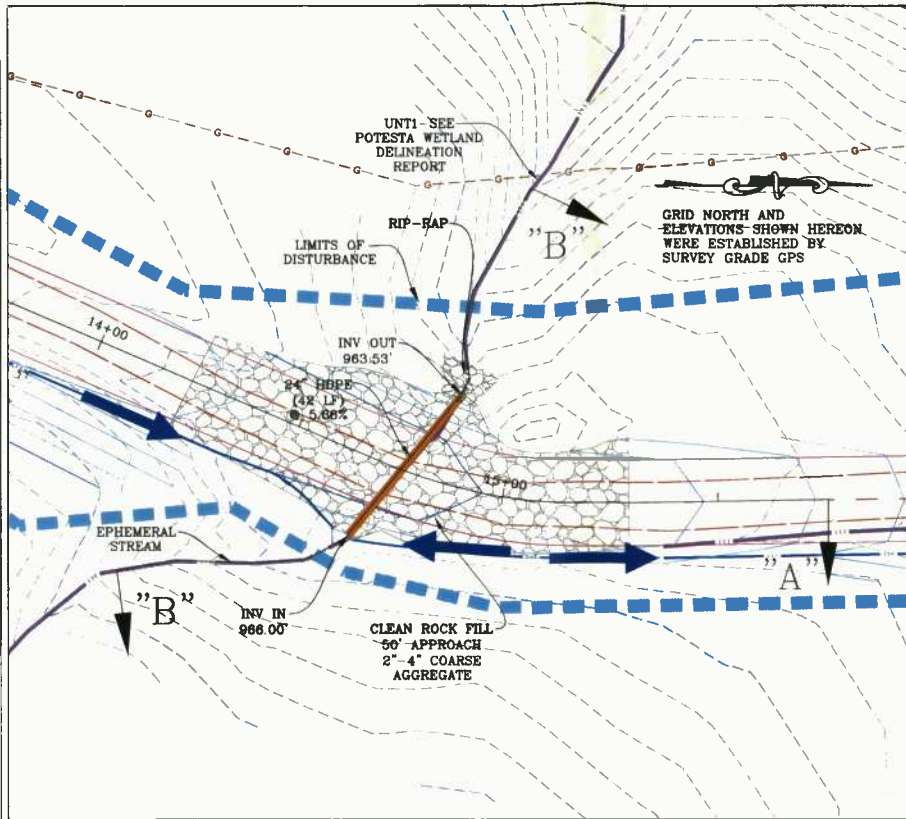 UNT1-SEE
POTESTA WETLAND
DELINEATION
REPORT
G G G G G G G G G G
RIP-RAP
"B"
GRID NORTH AND
ELEVATIONS SHOWN HEREON
WERE ESTABLISHED BY
SURVEY GRADE GPS
LIMITS OF
DISTURBANCE
14+00
INV OUT
963.53'
24" HDPE
(42 LF)
@ 5.88%
15+00
EPHEMERAL
STREAM
"A"
"B"
INV IN
966.00'
CLEAN ROCK FILL
50' APPROACH
2"-4" COARSE
AGGREGATE